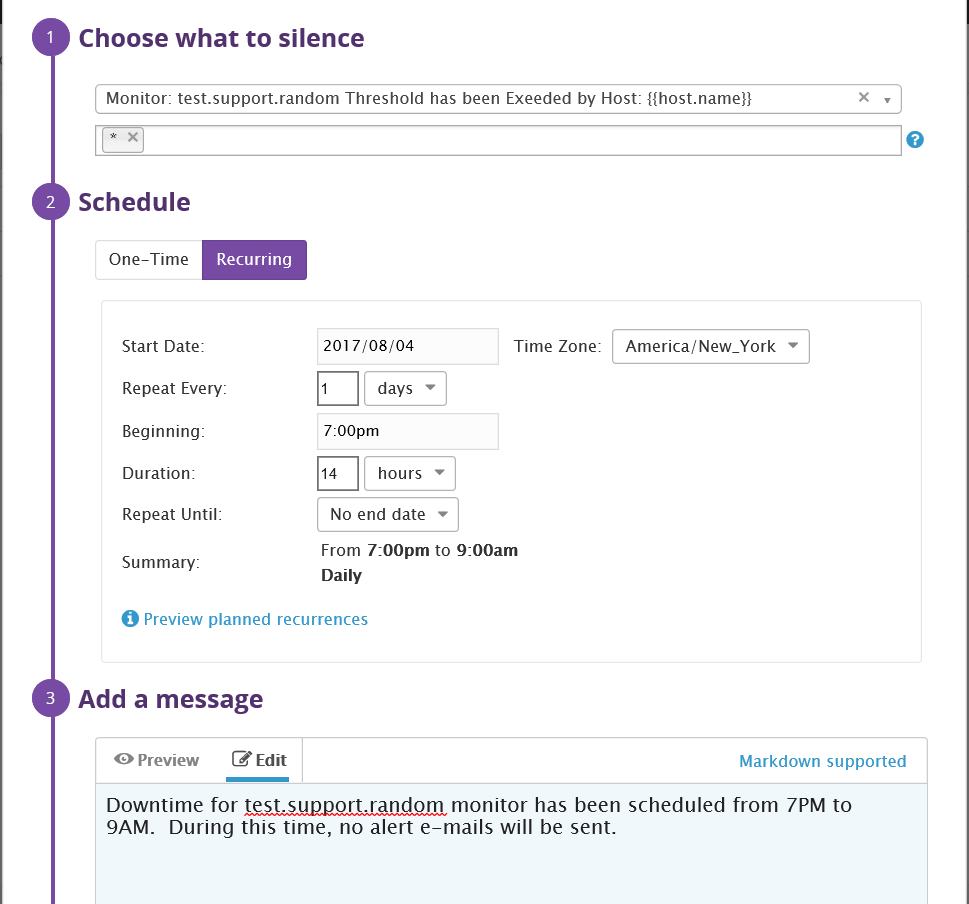 1 Choose what to silence
Monitor: test.support.random Threshold has been Exeeded by Host: {{host.name}} ✕
* ✕ ?
2 Schedule
One-Time Recurring
Start Date: 2017/08/04 Time Zone: America/New_York
Repeat Every: 1 days
Beginning: 7:00pm
Duration: 14 hours
Repeat Until: No end date
Summary: From 7:00pm to 9:00am
Daily
Preview planned recurrences
3 Add a message
Preview Edit Markdown supported
Downtime for test.support.random monitor has been scheduled from 7PM to
9AM.  During this time, no alert e-mails will be sent.